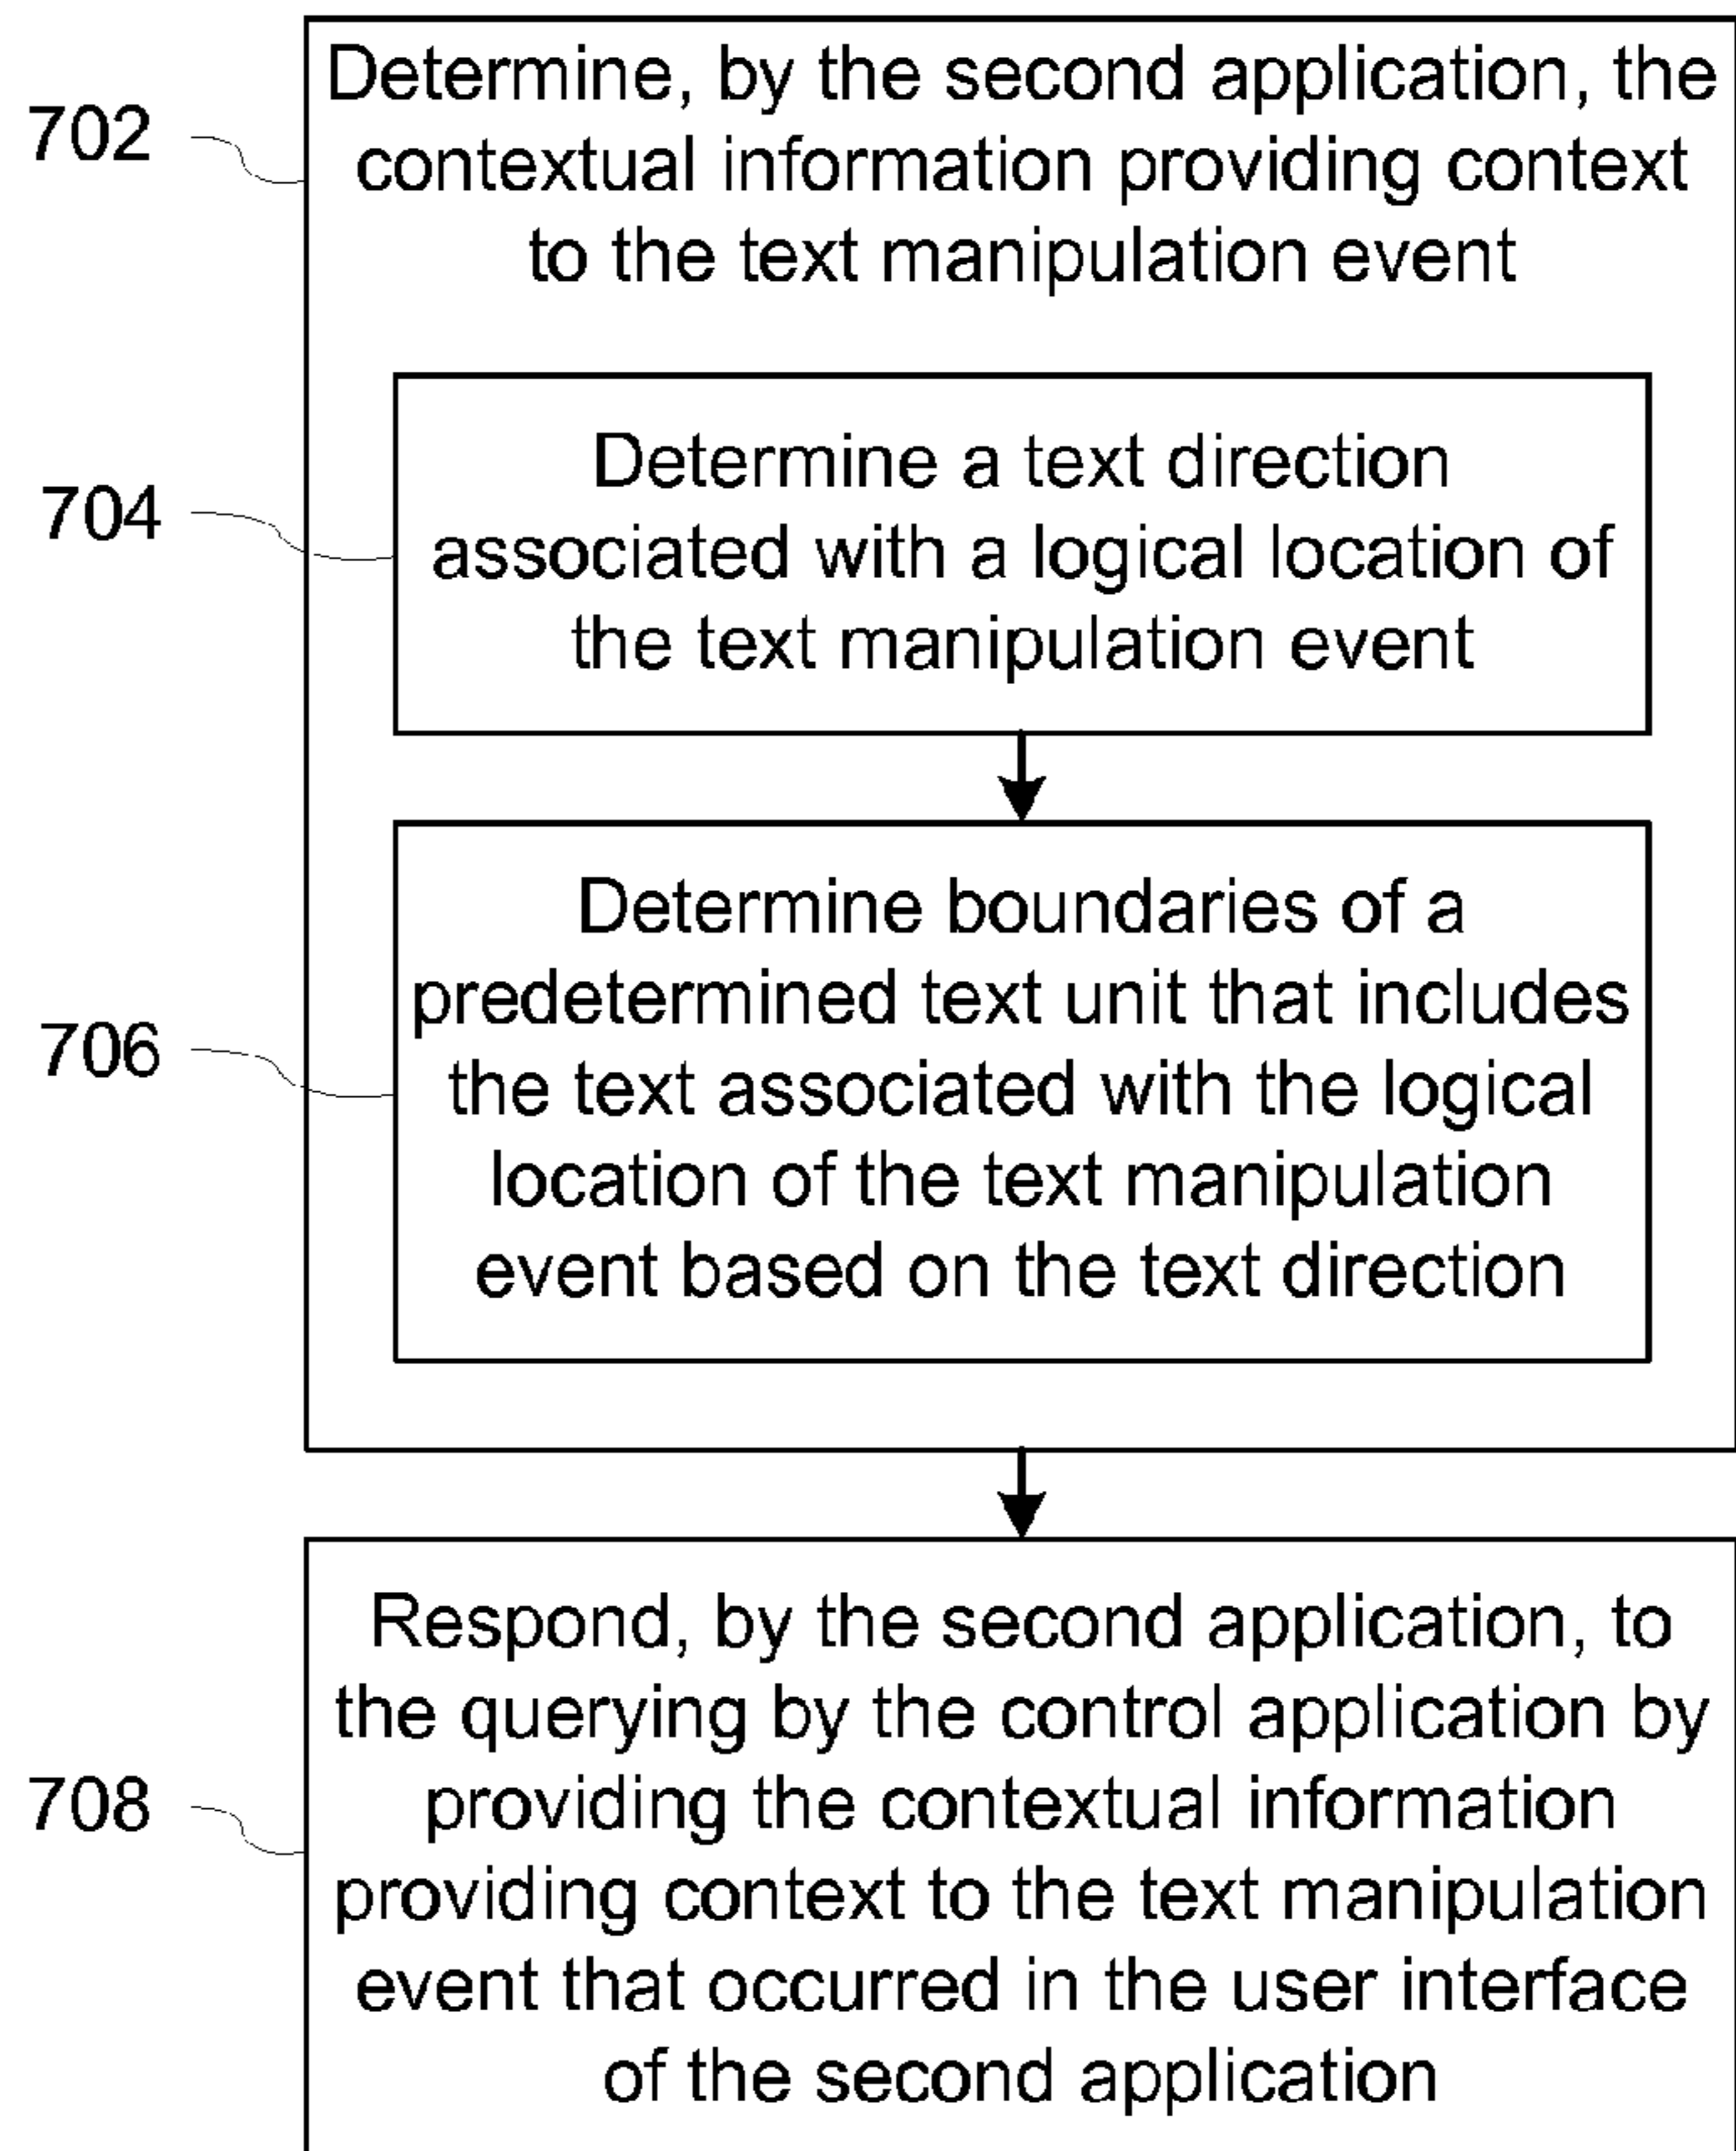 702
Determine, by the second application, the
contextual information providing context
to the text manipulation event
704
Determine a text direction
associated with a logical location of
the text manipulation event
706
Determine boundaries of a
predetermined text unit that includes
the text associated with the logical
location of the text manipulation
event based on the text direction
708
Respond, by the second application, to
the querying by the control application by
providing the contextual information
providing context to the text manipulation
event that occurred in the user interface
of the second application